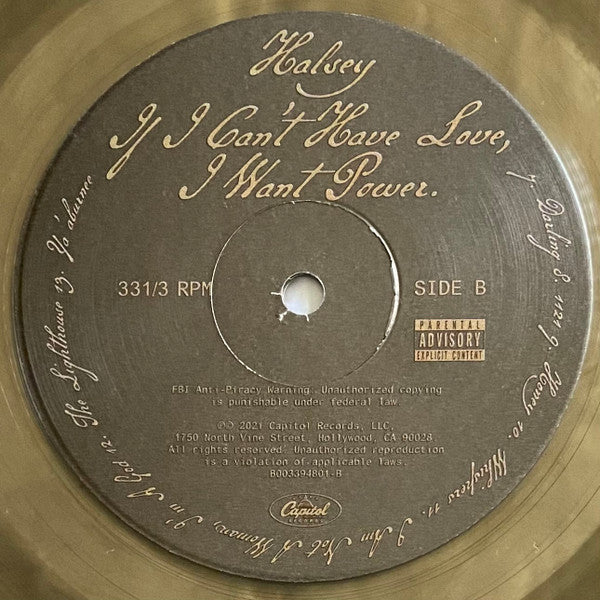 Halsey
If I Can't Have Love,
I Want Power.
7. Darling 8. 1121 9. Honey 10. Whispers 11. I Am Not A Woman, I'm A God 12. The Lighthouse 13. Ya'aburnee
331/3 RPM
SIDE B
PARENTAL
ADVISORY
EXPLICIT CONTENT
FBI Anti-Piracy Warning: Unauthorized copying
is punishable under federal law.
℗© 2021 Capitol Records, LLC,
1750 North Vine Street, Hollywood, CA 90028.
All rights reserved. Unauthorized reproduction
is a violation of applicable laws.
B003394801-B
Capitol
RECORDS